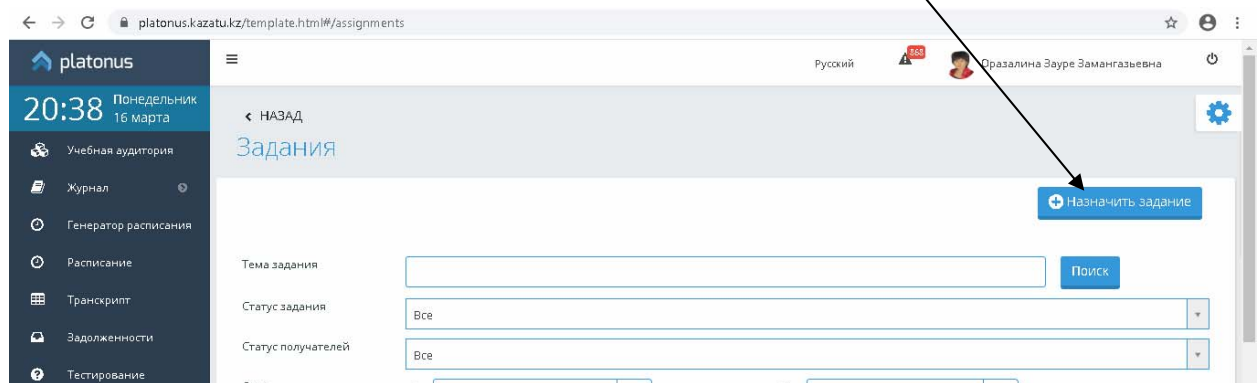 platonus.kazatu.kz/template.html#/assignments
platonus
Русский
868
Оразалина Зауре Замангазьевна
20:38 Понедельник
16 марта
НАЗАД
Задания
Учебная аудитория
Журнал
Назначить задание
Генератор расписания
Расписание
Тема задания
Поиск
Транскрипт
Статус задания
Все
Задолженности
Статус получателей
Все
Тестирование